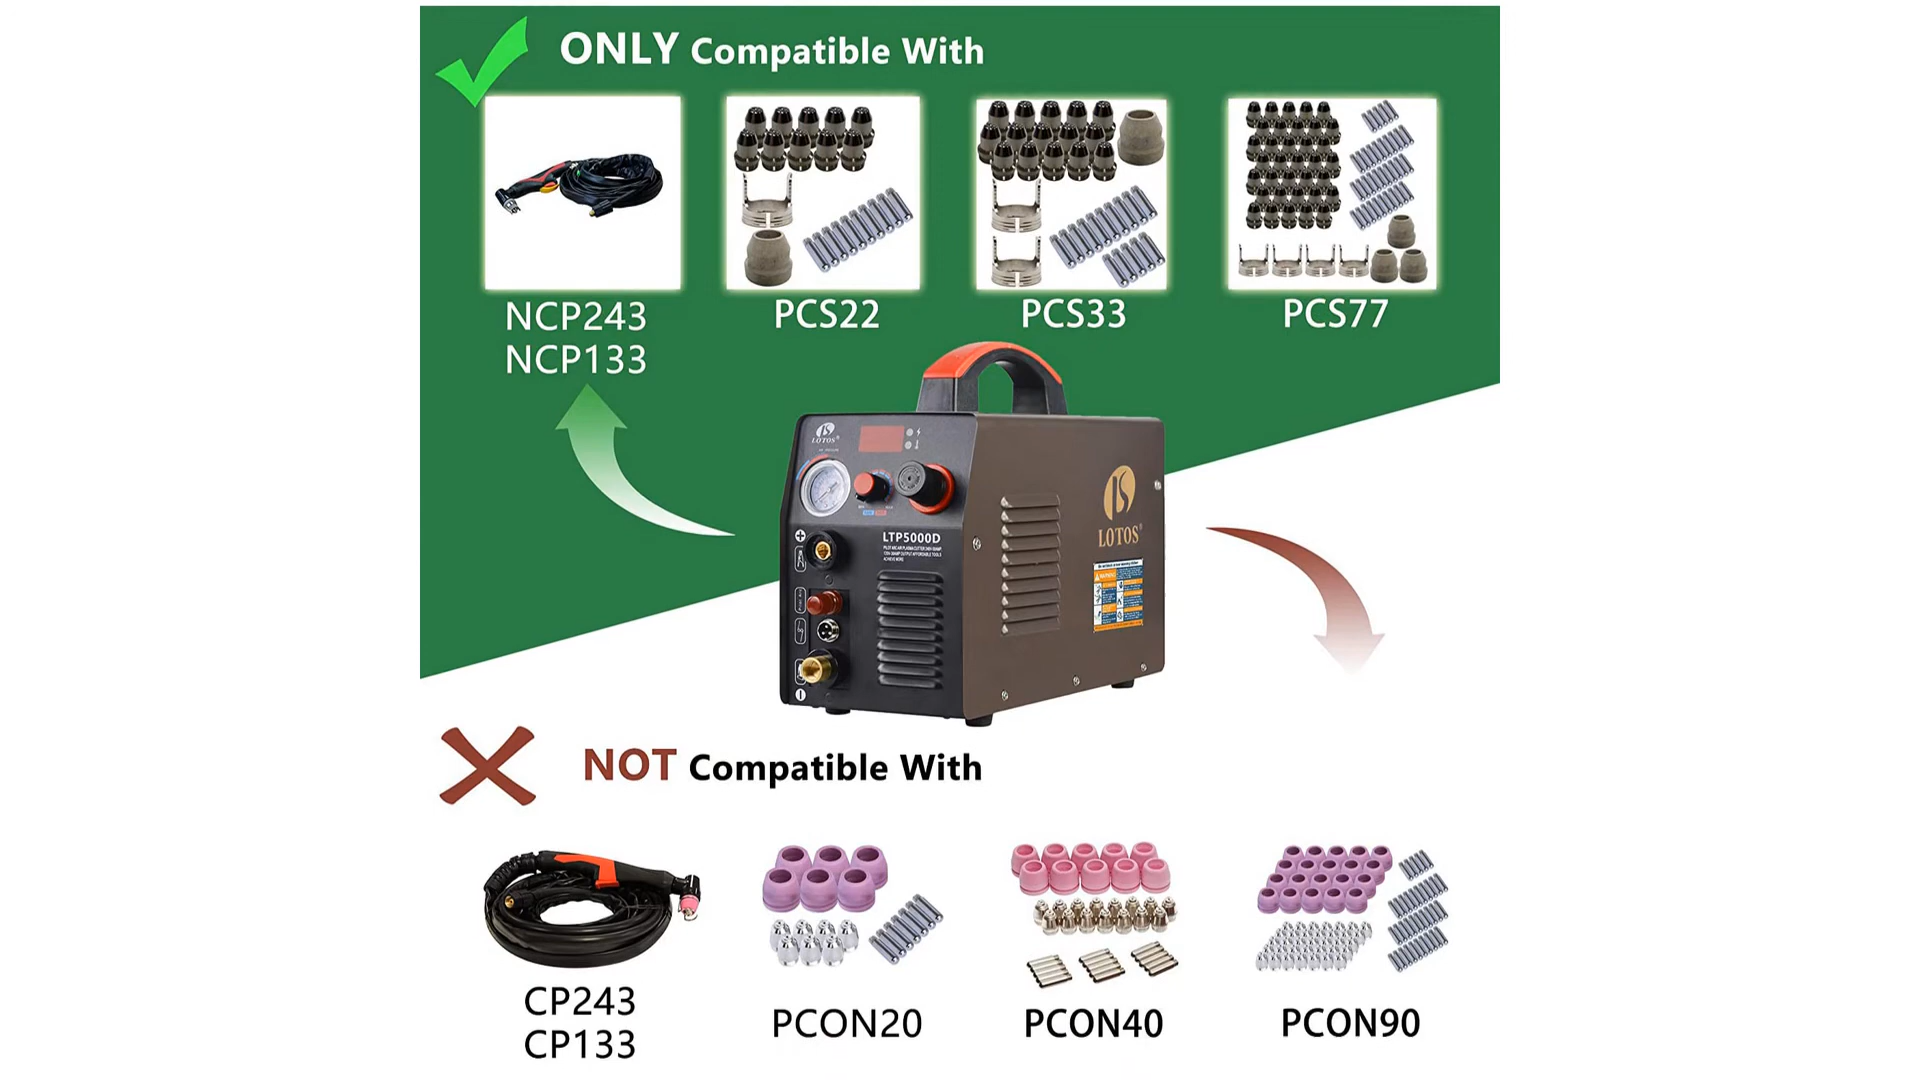 ONLY Compatible With
NCP243
NCP133
PCS22
PCS33
PCS77
LOTOS®
LTP5000D
LOTOS®
WARNING
NOT Compatible With
CP243
CP133
PCON20
PCON40
PCON90